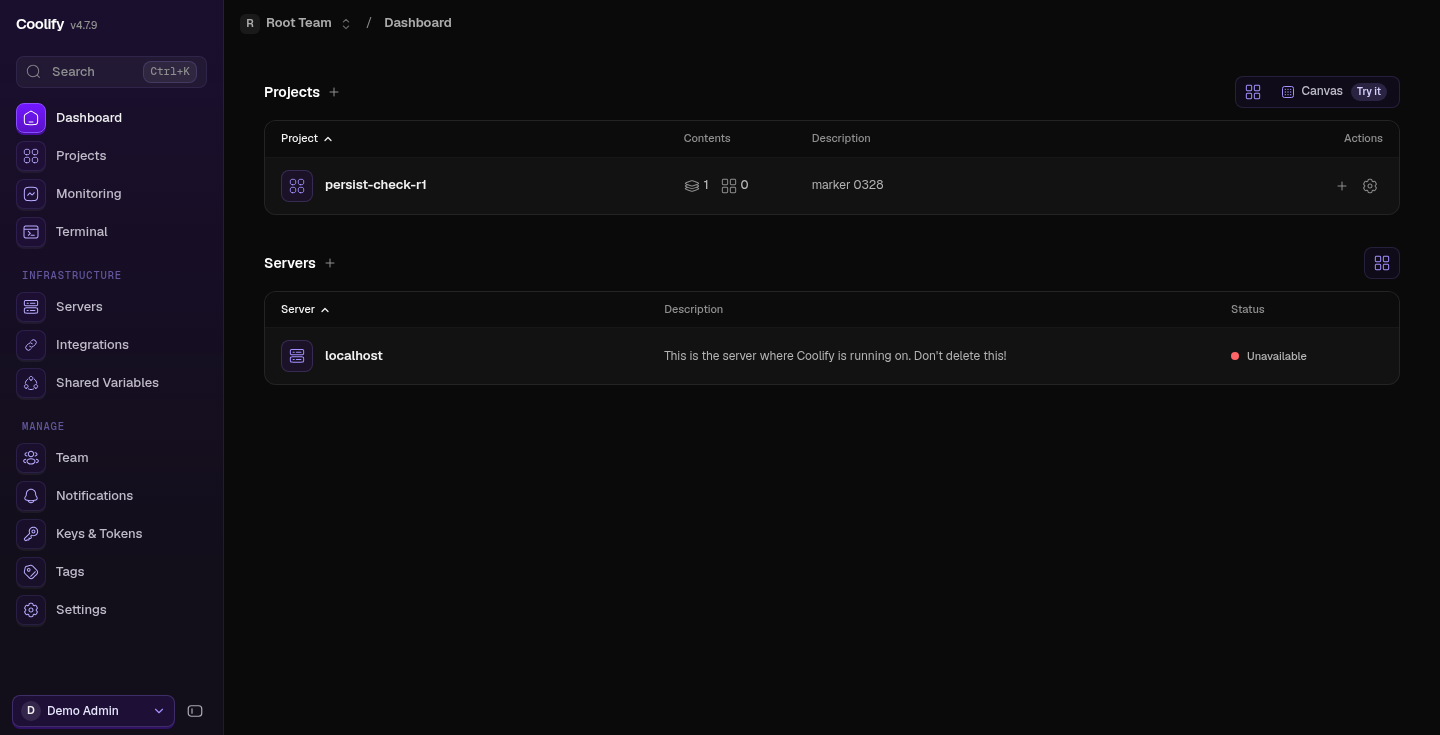 Coolify v4.7.9
Search Ctrl+K
Dashboard
Projects
Monitoring
Terminal
INFRASTRUCTURE
Servers
Integrations
Shared Variables
MANAGE
Team
Notifications
Keys & Tokens
Tags
Settings
D Demo Admin
R Root Team / Dashboard
Projects
Canvas Try it
Project Contents Description Actions
persist-check-r1 1 0 marker 0328
Servers
Server Description Status
localhost This is the server where Coolify is running on. Don't delete this! Unavailable